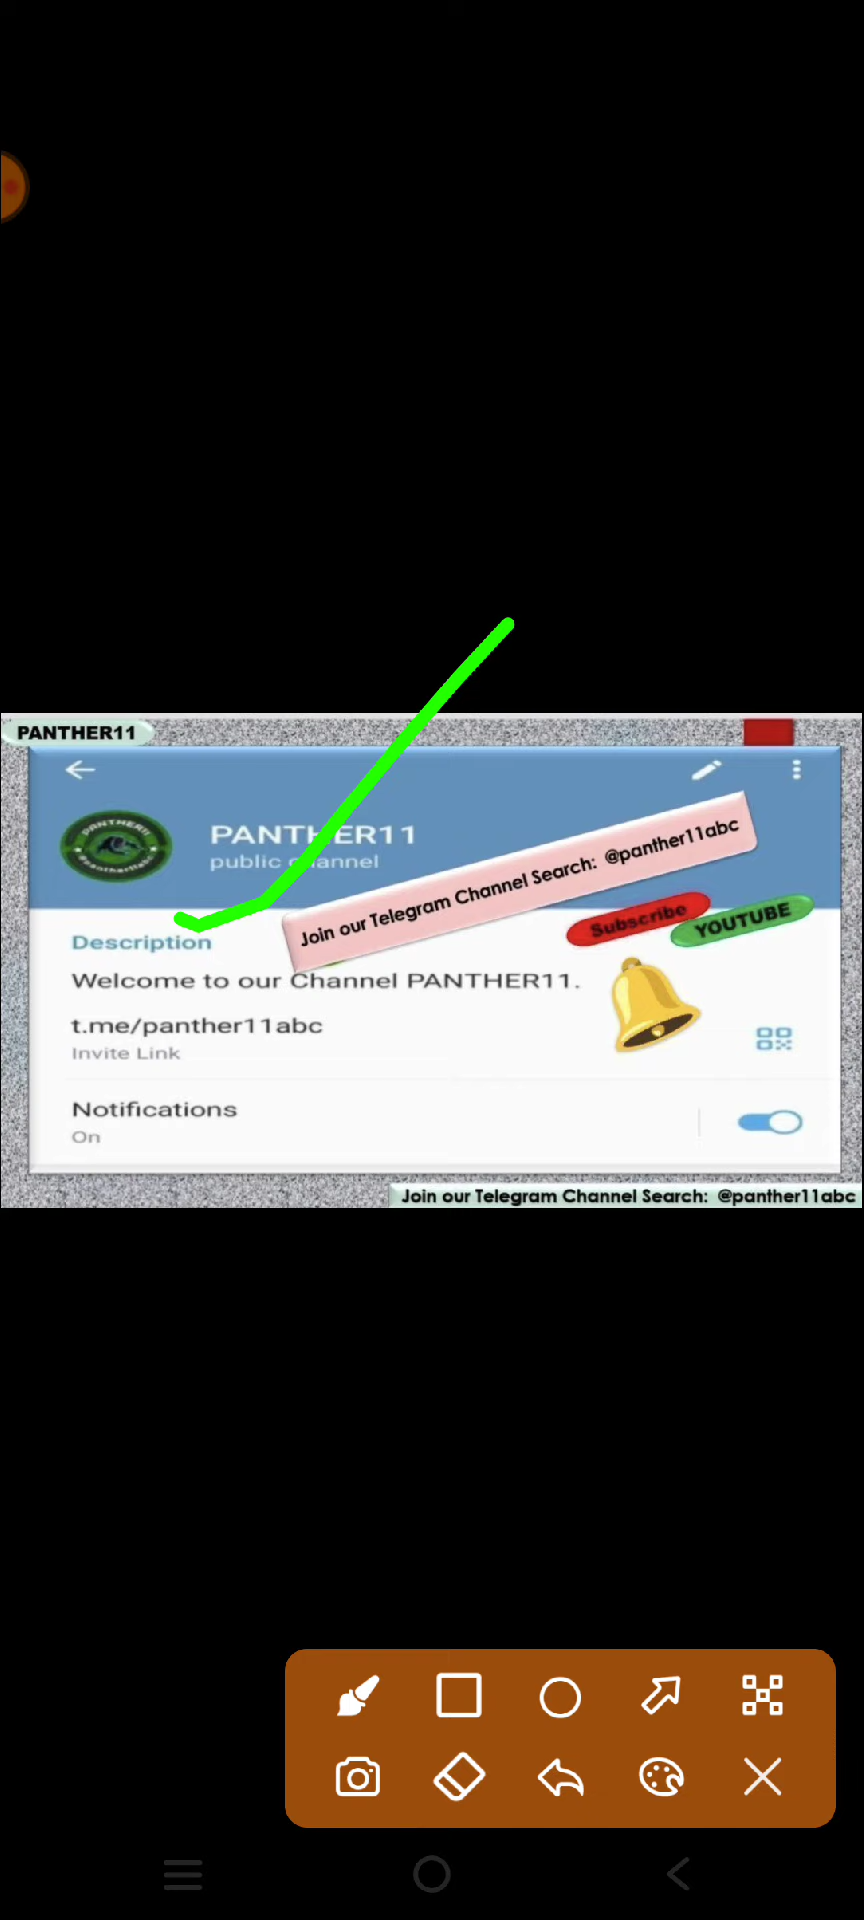 PANTHER11
PANTHER11
public channel
Join our Telegram Channel Search: @panther11abc
Subscribe
YOUTUBE
Description
Welcome to our Channel PANTHER11.
t.me/panther11abc
Invite Link
Notifications
On
Join our Telegram Channel Search: @panther11abc